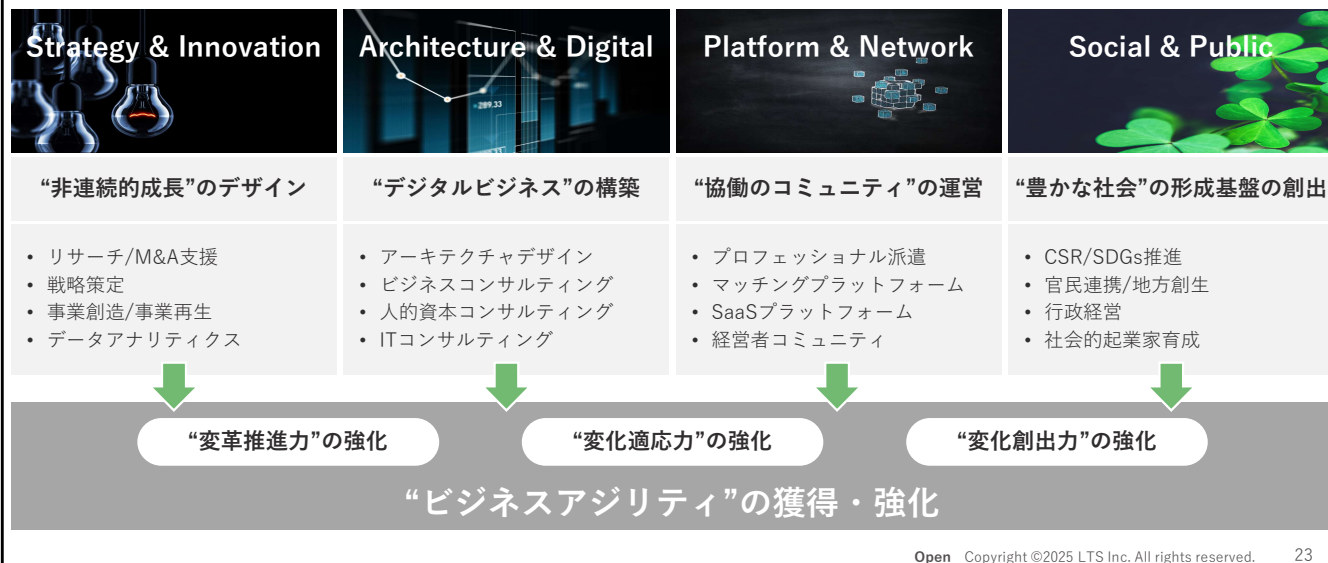 Strategy & Innovation
Architecture & Digital
Platform & Network
Social & Public
-289.33
“非連続的成長”のデザイン
“デジタルビジネス”の構築
“協働のコミュニティ”の運営
“豊かな社会”の形成基盤の創出
• リサーチ/M&A支援
• 戦略策定
• 事業創造/事業再生
• データアナリティクス
• アーキテクチャデザイン
• ビジネスコンサルティング
• 人的資本コンサルティング
• ITコンサルティング
• プロフェッショナル派遣
• マッチングプラットフォーム
• SaaSプラットフォーム
• 経営者コミュニティ
• CSR/SDGs推進
• 官民連携/地方創生
• 行政経営
• 社会的起業家育成
“変革推進力”の強化
“変化適応力”の強化
“変化創出力”の強化
“ビジネスアジリティ”の獲得・強化
Open Copyright ©2025 LTS Inc. All rights reserved. 23